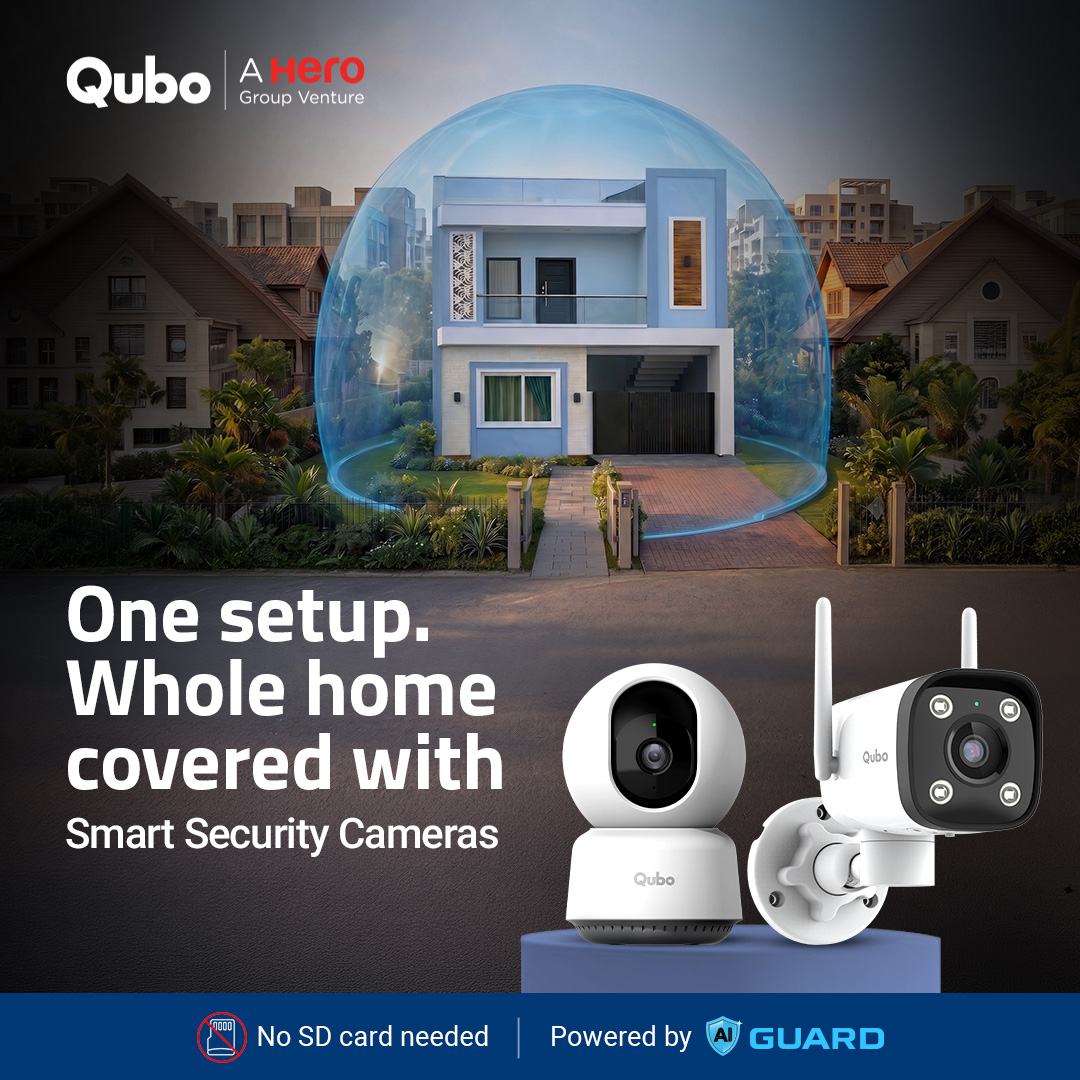 Qubo
A Hero
Group Venture
One setup.
Whole home
covered with
Smart Security Cameras
Qubo
Qubo
No SD card needed
Powered by AI GUARD